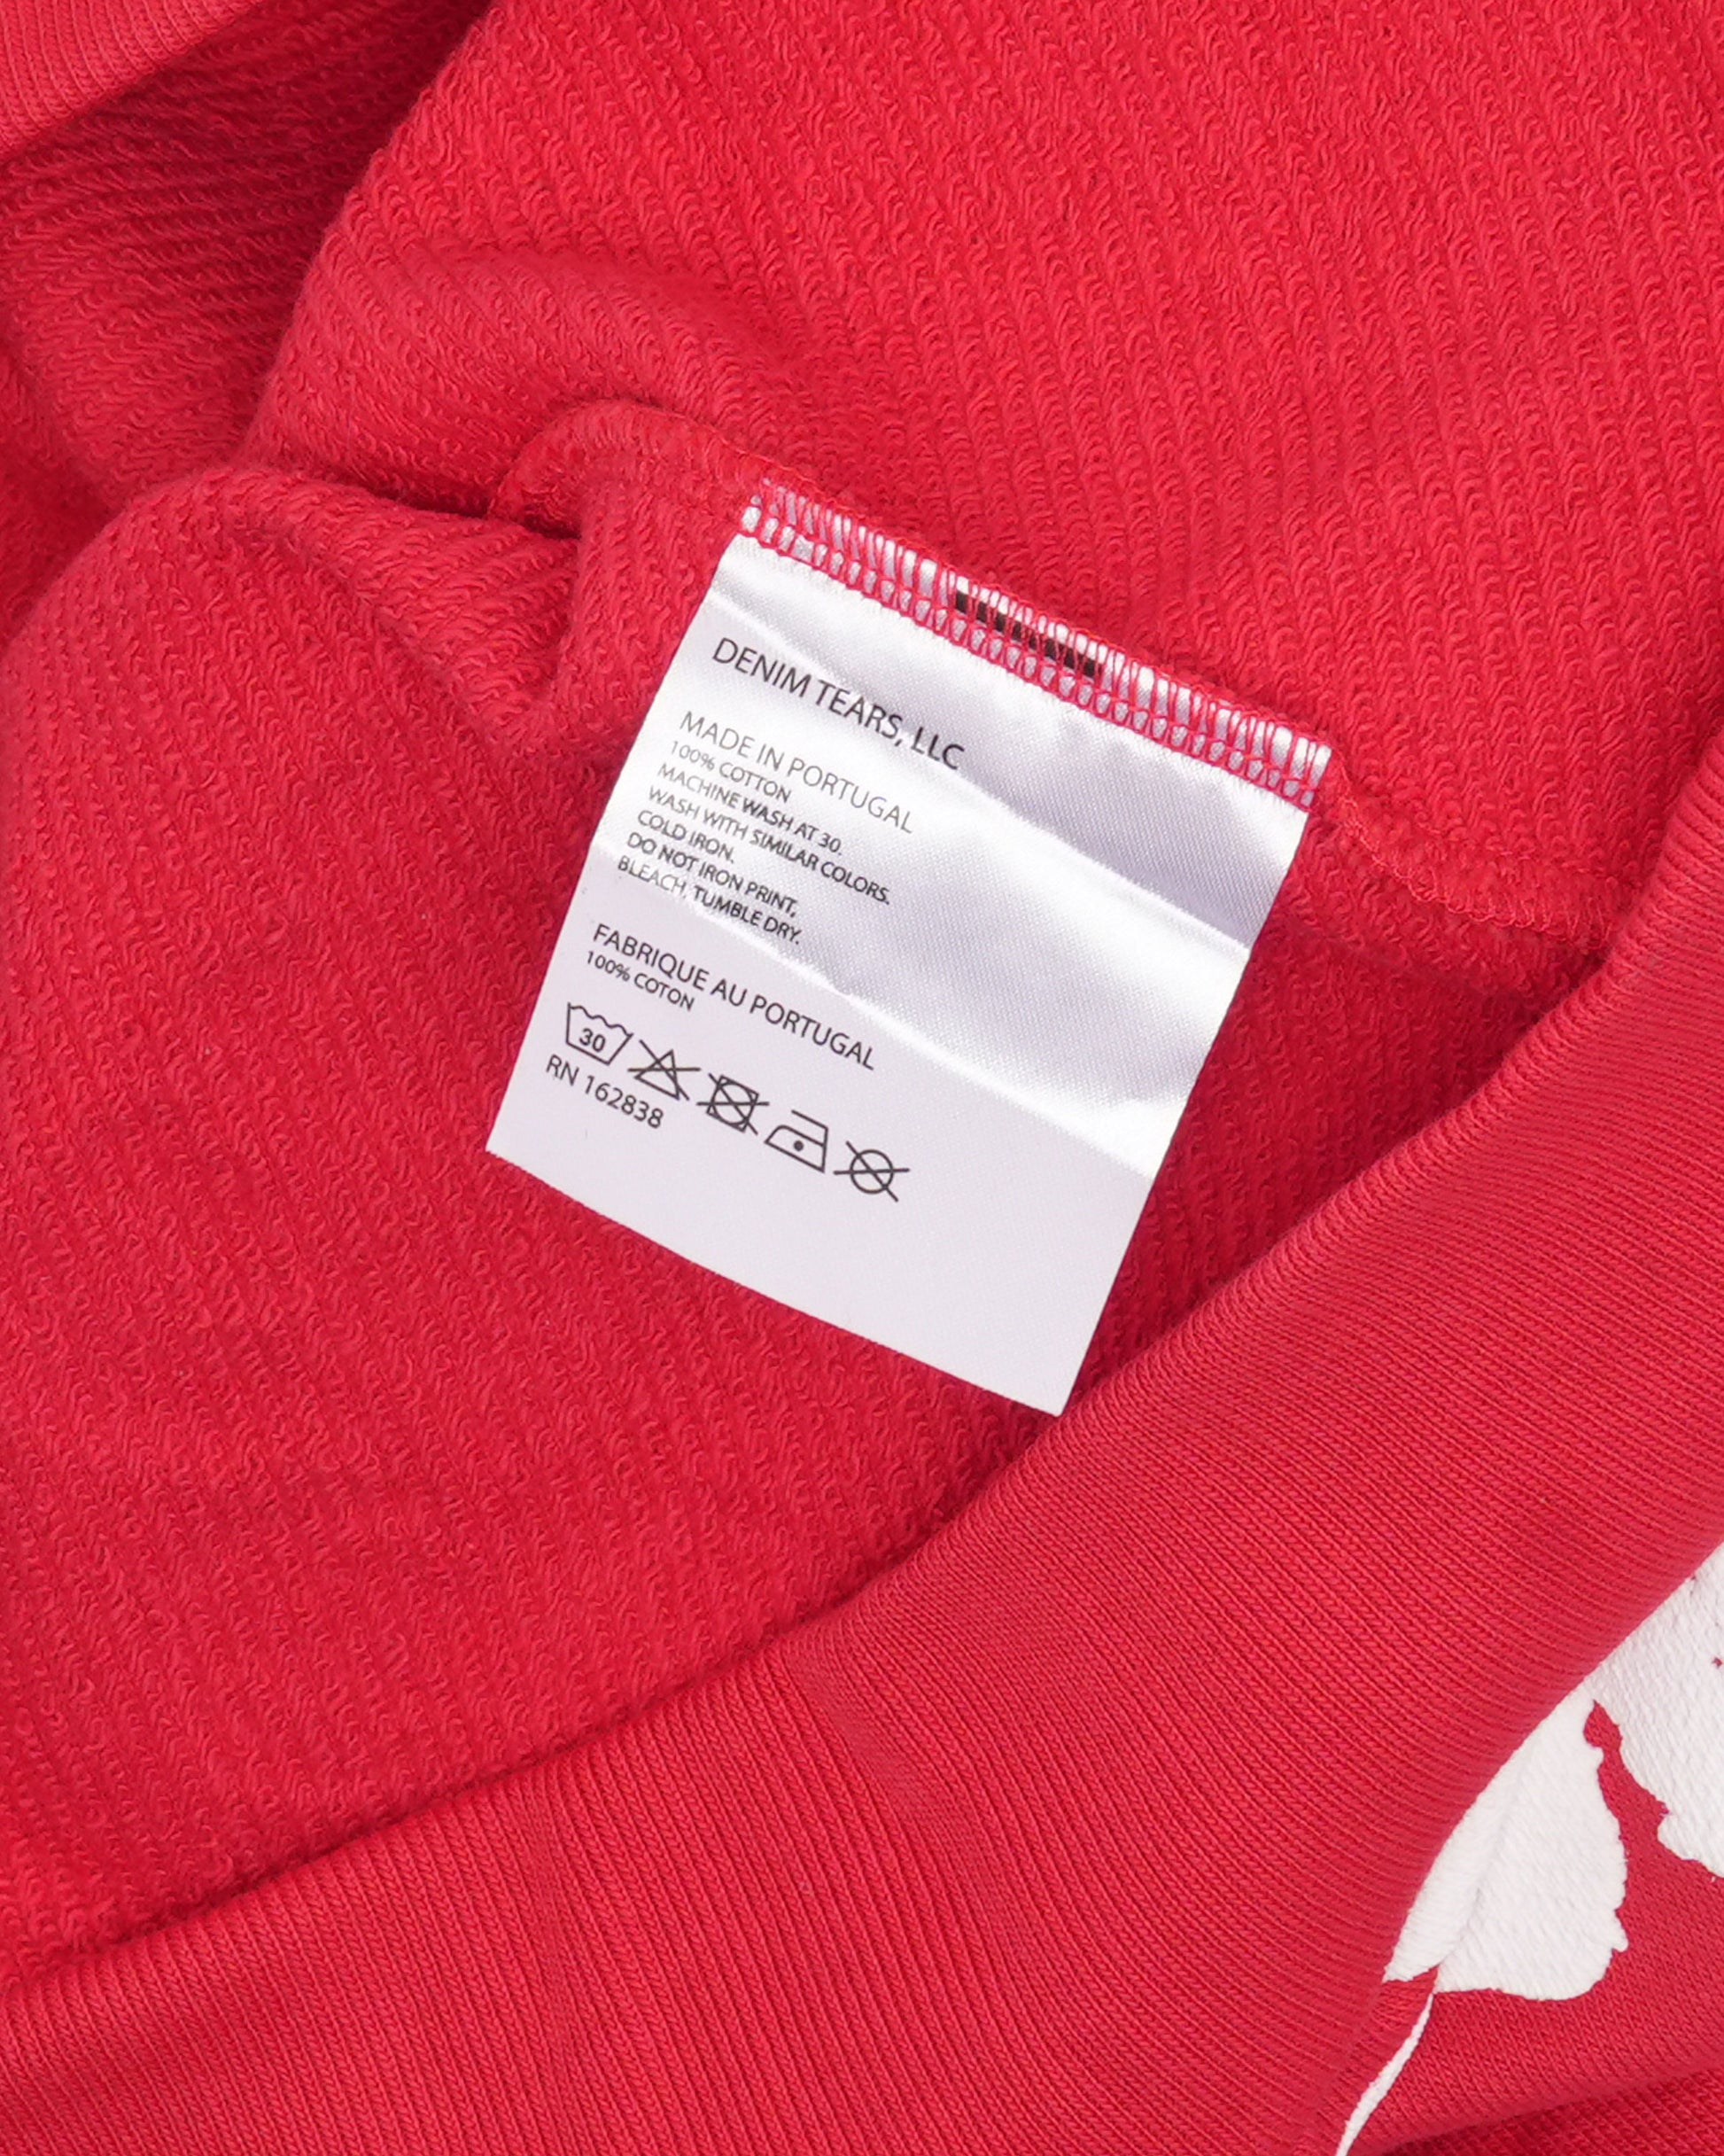 DENIM TEARS, LLC
MADE IN PORTUGAL
100% COTTON
MACHINE WASH AT 30.
WASH WITH SIMILAR COLORS.
COLD IRON.
DO NOT IRON PRINT,
BLEACH, TUMBLE DRY.
FABRIQUE AU PORTUGAL
100% COTON
30
RN 162838